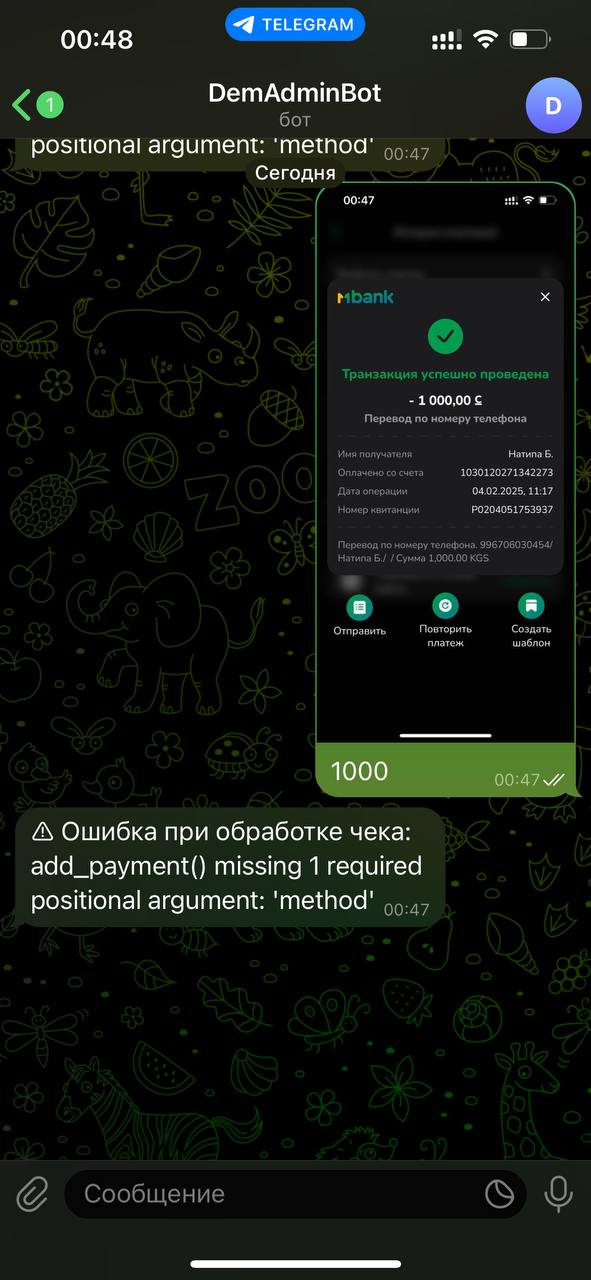 00:48
TELEGRAM
1
DemAdminBot
бот
D
positional argument: 'method' 00:47
Сегодня
00:47
Mbank
Транзакция успешно проведена
- 1 000,00 С
Перевод по номеру телефона
Имя получателя Натипа Б.
Оплачено со счета 1030120271342273
Дата операции 04.02.2025, 11:17
Номер квитанции P0204051753937
Перевод по номеру телефона. 996706030454/
Натипа Б./ / Сумма 1,000.00 KGS
Отправить
Повторить
платеж
Создать
шаблон
1000 00:47
⚠ Ошибка при обработке чека:
add_payment() missing 1 required
positional argument: 'method' 00:47
ZOO
Сообщение